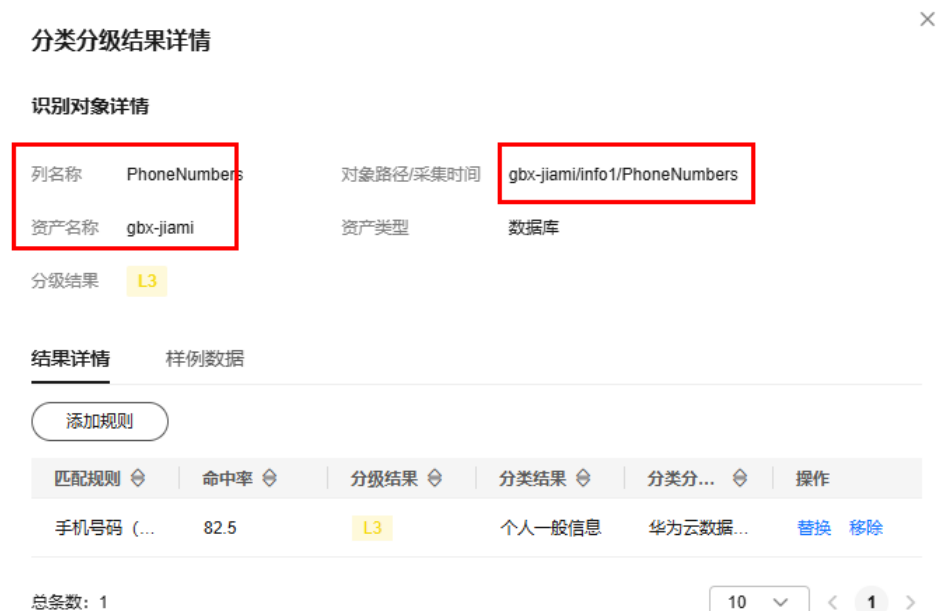 分类分级结果详情
识别对象详情
列名称 PhoneNumbers 对象路径/采集时间 gbx-jiami/info1/PhoneNumbers
资产名称 gbx-jiami 资产类型 数据库
分级结果 L3
结果详情 样例数据
添加规则
匹配规则 命中率 分级结果 分类结果 分类分... 操作
手机号码（... 82.5 L3 个人一般信息 华为云数据... 替换 移除
总条数：1 10 1